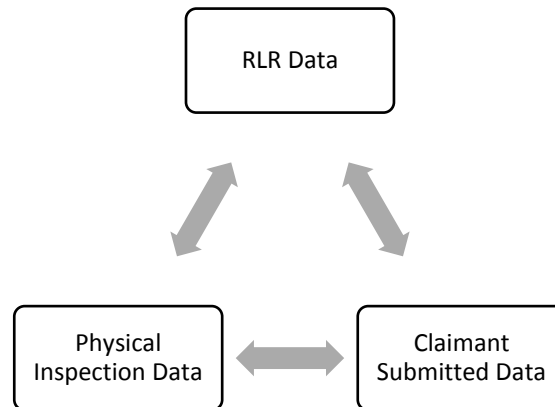 RLR Data
Physical
Inspection Data
Claimant
Submitted Data